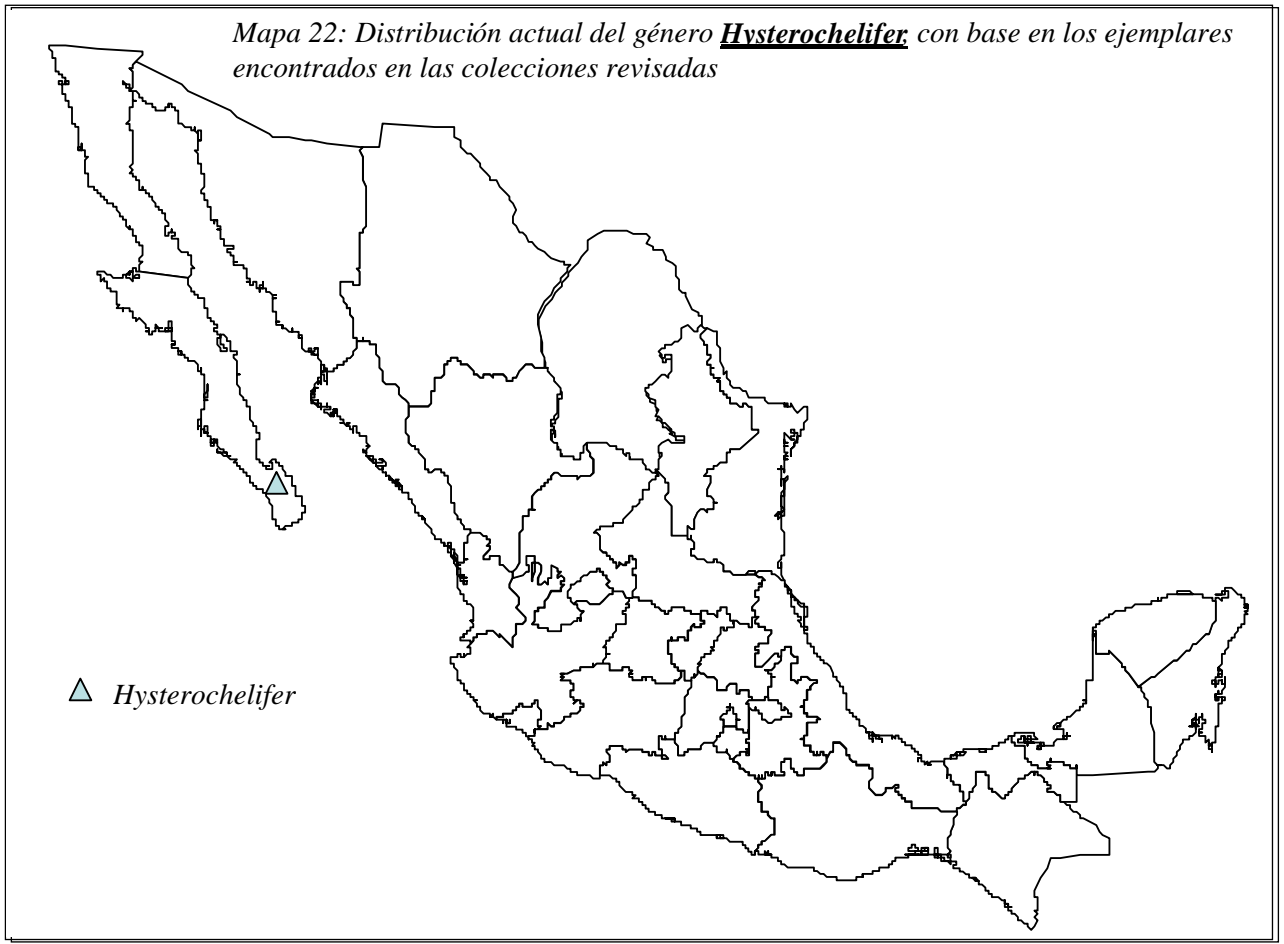 Mapa 22: Distribución actual del género Hysterochelifer, con base en los ejemplares
encontrados en las colecciones revisadas
Hysterochelifer